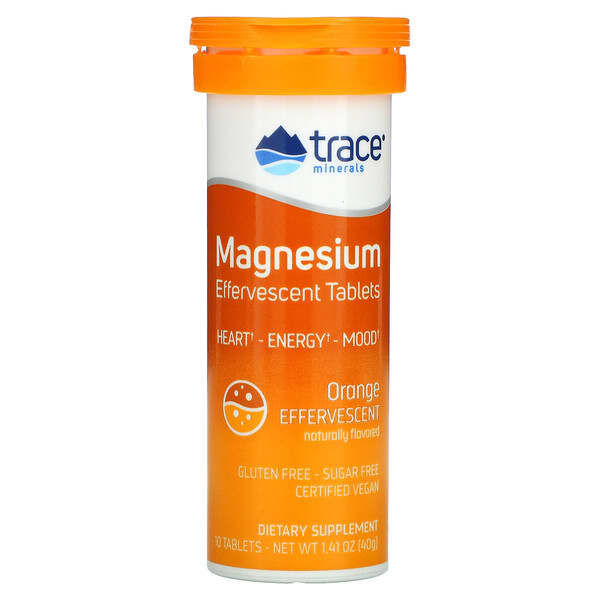 trace
minerals
Magnesium
Effervescent Tablets
HEART† - ENERGY† - MOOD†
Orange
EFFERVESCENT
naturally flavored
GLUTEN FREE - SUGAR FREE
CERTIFIED VEGAN
DIETARY SUPPLEMENT
10 TABLETS - NET WT 1.41 OZ (40g)